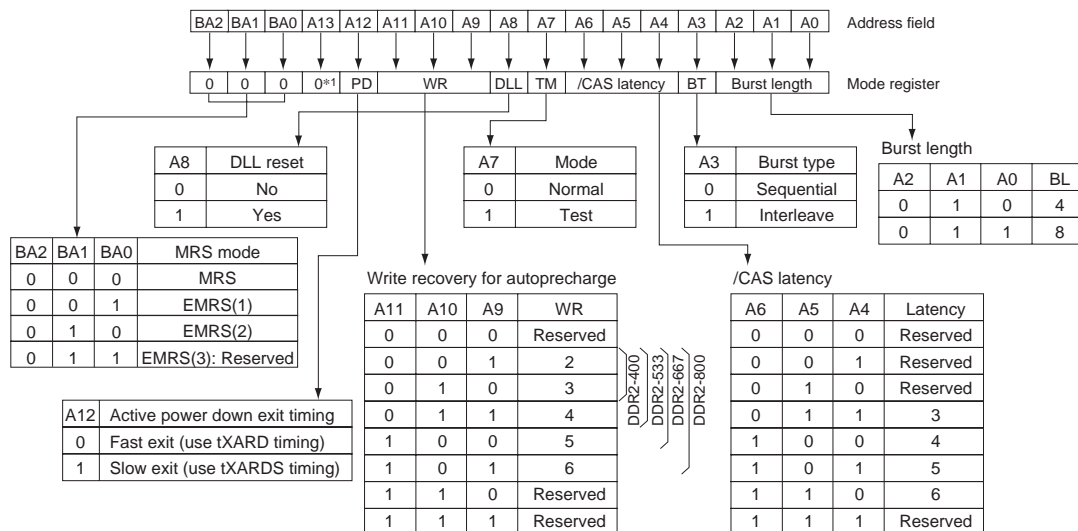 BA2 BA1 BA0 A13 A12 A11 A10 A9 A8 A7 A6 A5 A4 A3 A2 A1 A0 Address field
0 0 0 0*1 PD WR DLL TM /CAS latency BT Burst length Mode register
A8 DLL reset
0 No
1 Yes
A7 Mode
0 Normal
1 Test
A3 Burst type
0 Sequential
1 Interleave
Burst length
A2 A1 A0 BL
0 1 0 4
0 1 1 8
BA2 BA1 BA0 MRS mode
0 0 0 MRS
0 0 1 EMRS(1)
0 1 0 EMRS(2)
0 1 1 EMRS(3): Reserved
A12 Active power down exit timing
0 Fast exit (use tXARD timing)
1 Slow exit (use tXARDS timing)
Write recovery for autoprecharge
A11 A10 A9 WR
0 0 0 Reserved
0 0 1 2
0 1 0 3
0 1 1 4
1 0 0 5
1 0 1 6
1 1 0 Reserved
1 1 1 Reserved
DDR2-400
DDR2-533
DDR2-667
DDR2-800
/CAS latency
A6 A5 A4 Latency
0 0 0 Reserved
0 0 1 Reserved
0 1 0 Reserved
0 1 1 3
1 0 0 4
1 0 1 5
1 1 0 6
1 1 1 Reserved